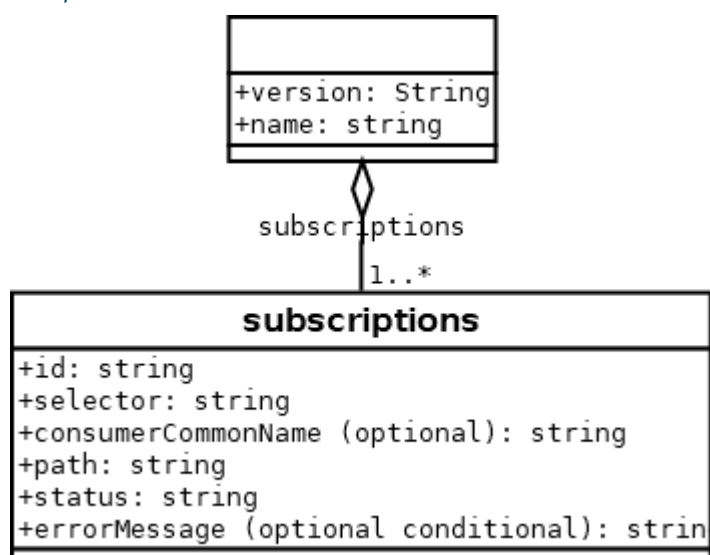 +version: String
+name: string
subscriptions
1..*
subscriptions
+id: string
+selector: string
+consumerCommonName (optional): string
+path: string
+status: string
+errorMessage (optional conditional): strin